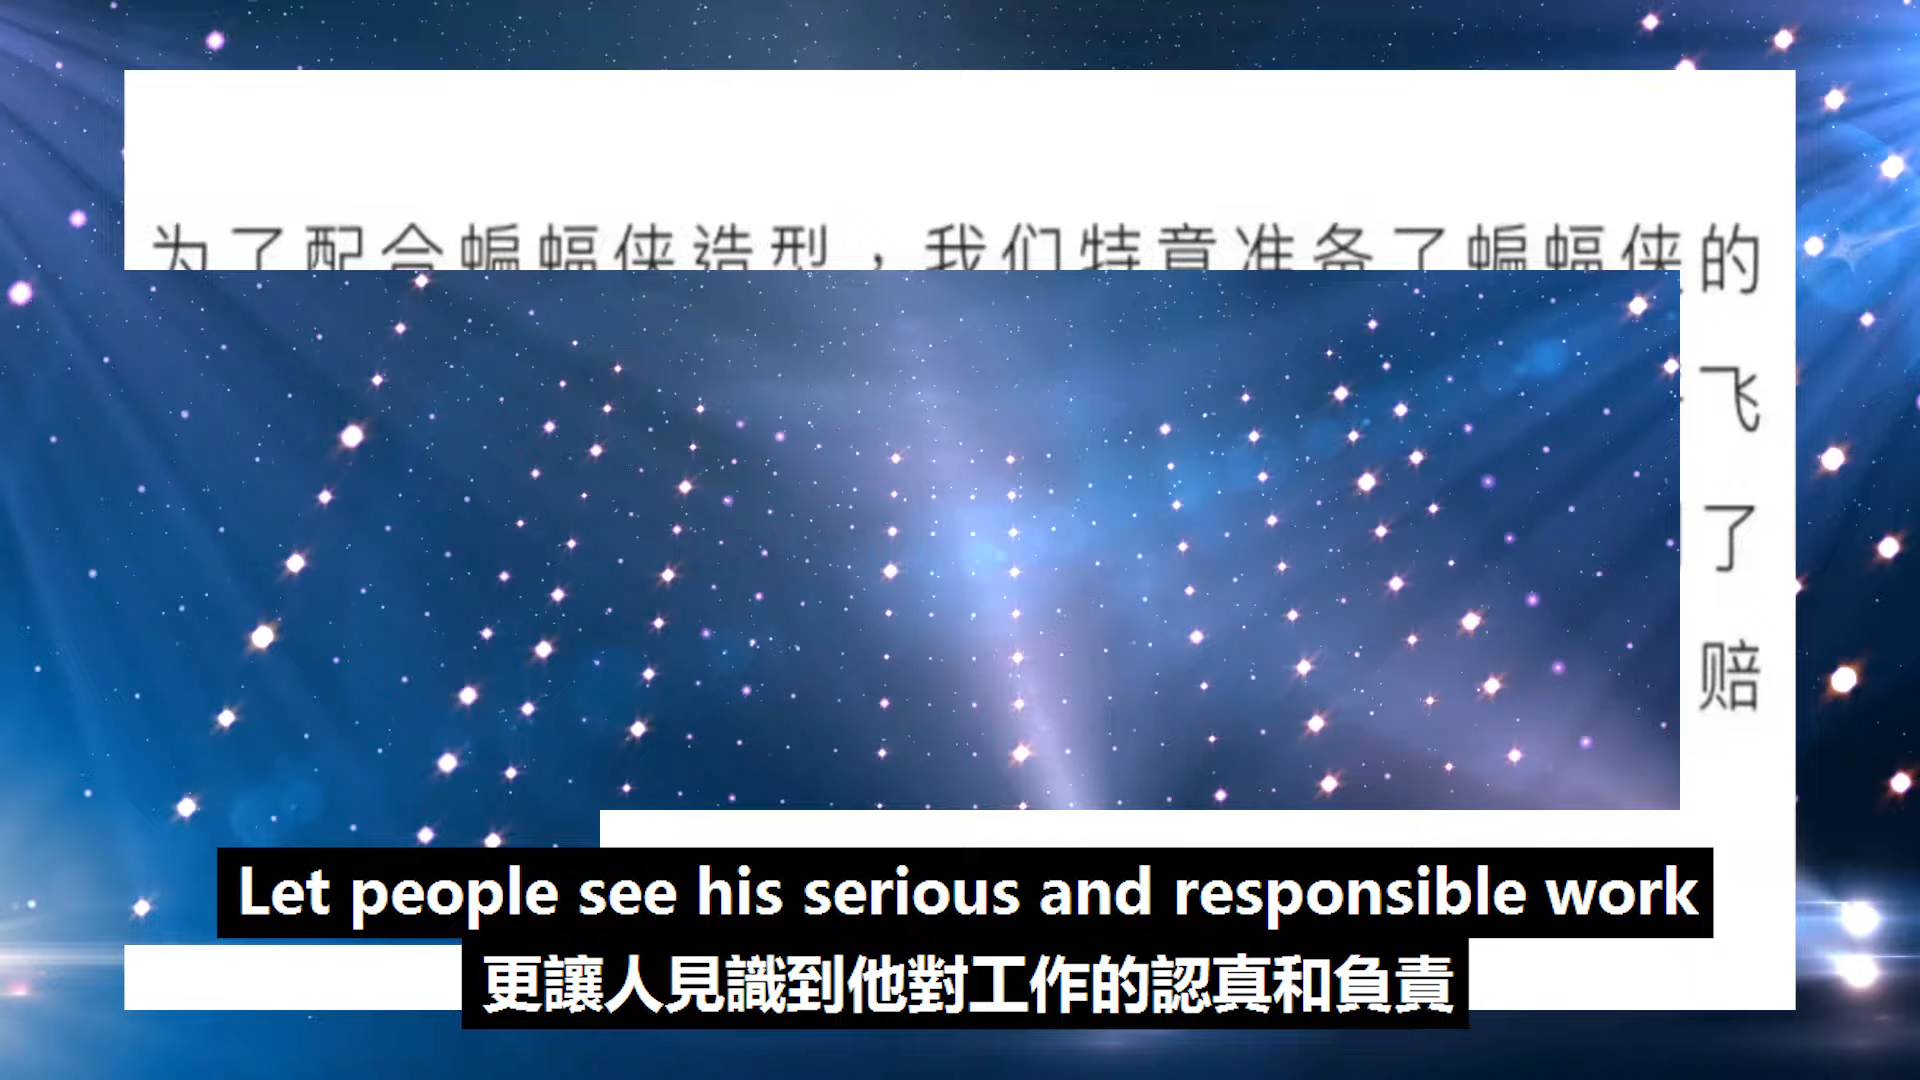 为了配合蝙蝠侠造型，我们特意准备了蝙蝠侠的
飞
了
赔
Let people see his serious and responsible work
更讓人見識到他對工作的認真和負責